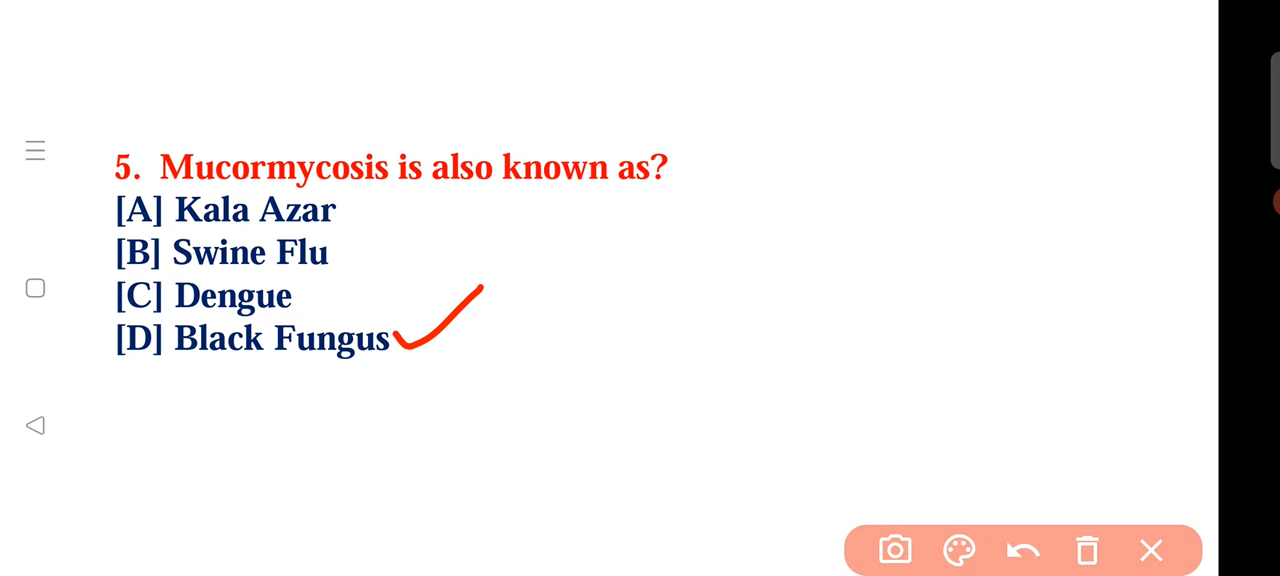 5. Mucormycosis is also known as?
[A] Kala Azar
[B] Swine Flu
[C] Dengue
[D] Black Fungus